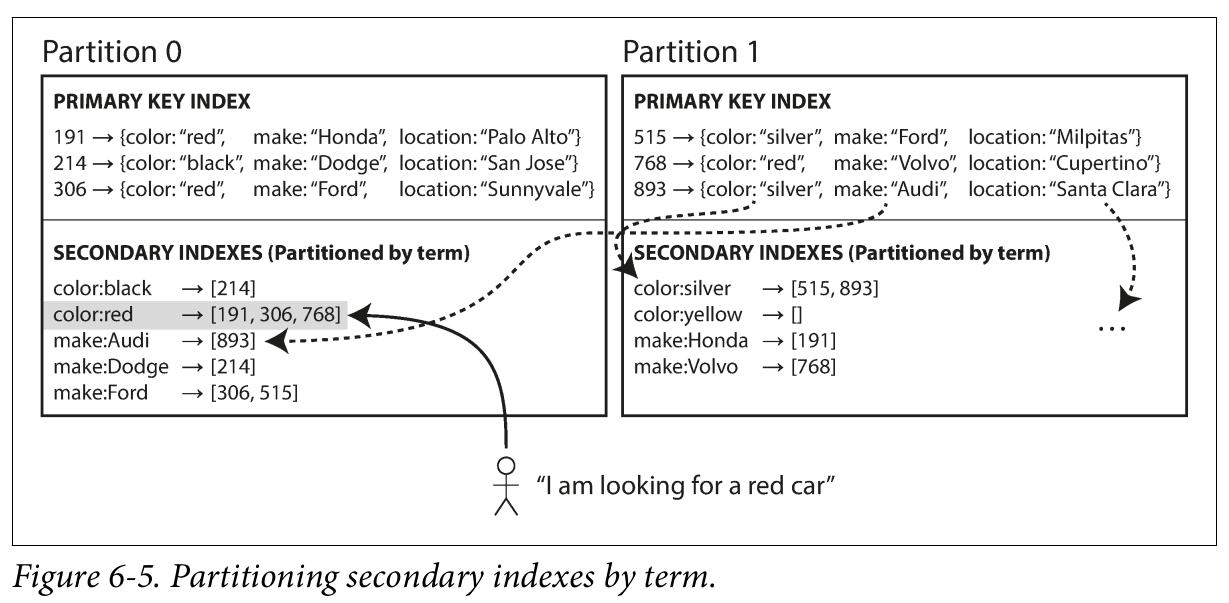 Partition 0
PRIMARY KEY INDEX
191 → {color: “red”, make: “Honda”, location: “Palo Alto”}
214 → {color: “black”, make: “Dodge”, location: “San Jose”}
306 → {color: “red”, make: “Ford”, location: “Sunnyvale”}
SECONDARY INDEXES (Partitioned by term)
color:black → [214]
color:red → [191, 306, 768]
make:Audi → [893]
make:Dodge → [214]
make:Ford → [306, 515]
Partition 1
PRIMARY KEY INDEX
515 → {color: “silver”, make: “Ford”, location: “Milpitas”}
768 → {color: “red”, make: “Volvo”, location: “Cupertino”}
893 → {color: “silver”, make: “Audi”, location: “Santa Clara”}
SECONDARY INDEXES (Partitioned by term)
color:silver → [515, 893]
color:yellow → []
make:Honda → [191]
make:Volvo → [768]
...
“I am looking for a red car”
Figure 6-5. Partitioning secondary indexes by term.